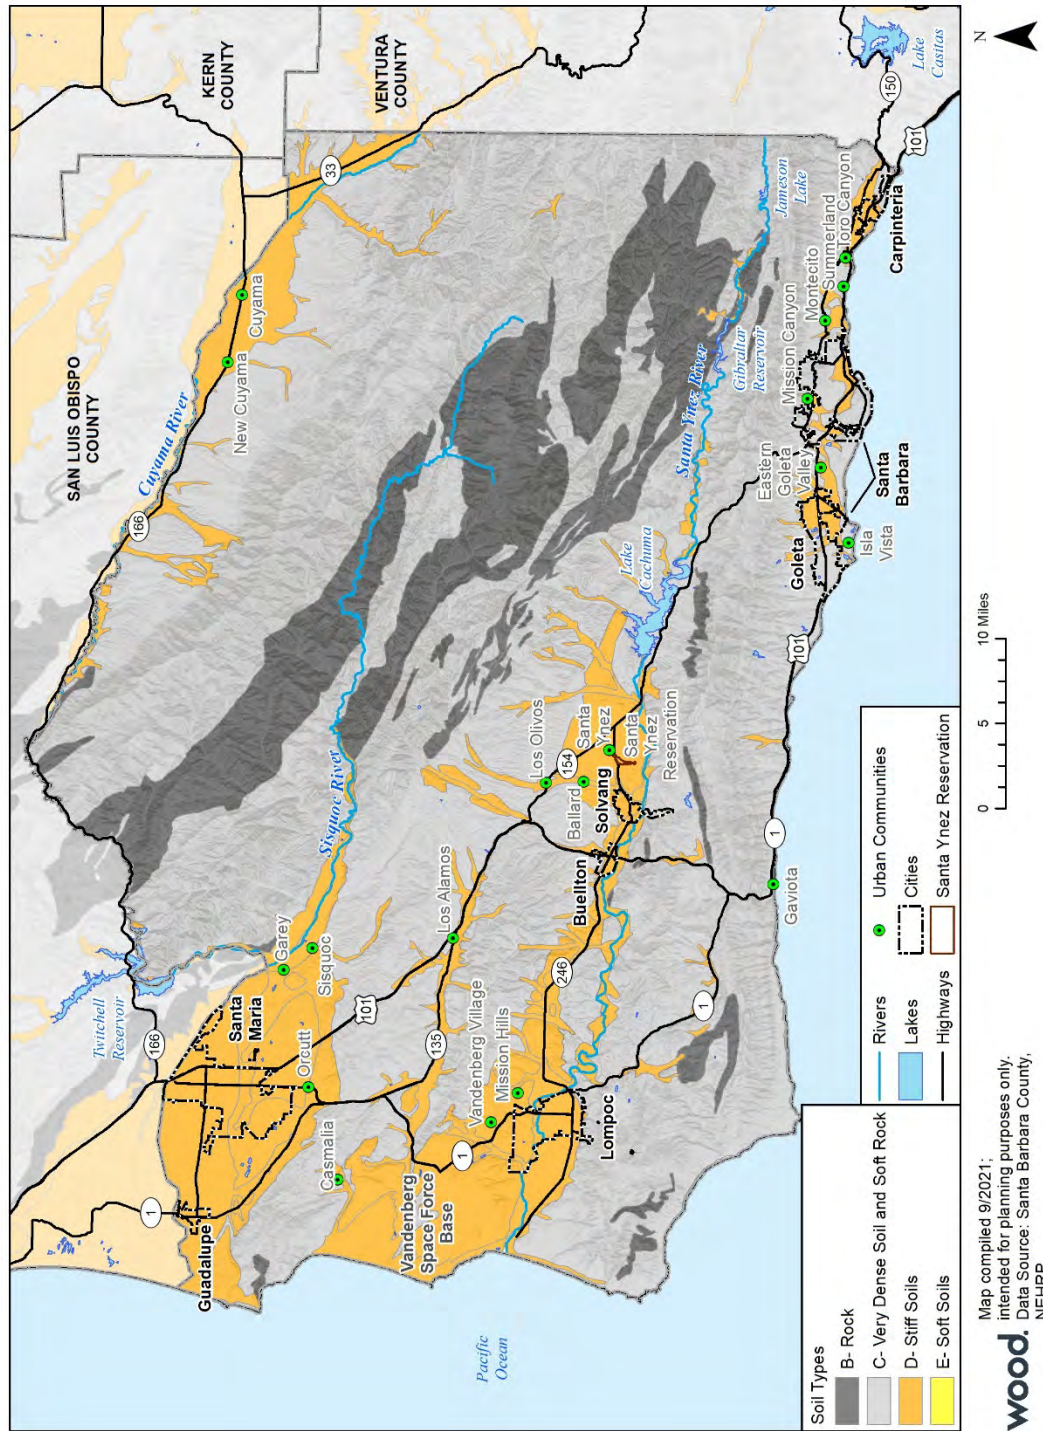 SAN LUIS OBISPO
COUNTY
KERN
COUNTY
VENTURA
COUNTY
Twitchell
Reservoir
166
Cuyama River
166
33
New Cuyama
Cuyama
1
Guadalupe
Santa
Maria
Orcutt
Garey
Sisquoc
Sisquoc River
Casmalia
101
135
Los Alamos
Vandenberg
Space Force
Base
1
Vandenberg Village
Mission Hills
Lompoc
246
1
Buellton
Solvang
Ballard
Los Olivos
154
Santa
Ynez
Santa
Ynez
Reservation
Lake
Cachuma
Santa Ynez River
Gibraltar
Reservoir
Jameson
Lake
Pacific
Ocean
Gaviota
1
101
Goleta
Isla
Vista
Eastern
Goleta
Valley
Santa
Barbara
Mission Canyon
Montecito
Summerland
Toro Canyon
Carpinteria
101
150
Lake
Casitas
Soil Types
B- Rock
C- Very Dense Soil and Soft Rock
D- Stiff Soils
E- Soft Soils
Rivers
Lakes
Highways
Urban Communities
Cities
Santa Ynez Reservation
0 5 10 Miles
N
wood.
Map compiled 9/2021;
intended for planning purposes only.
Data Source: Santa Barbara County,
NEHRP